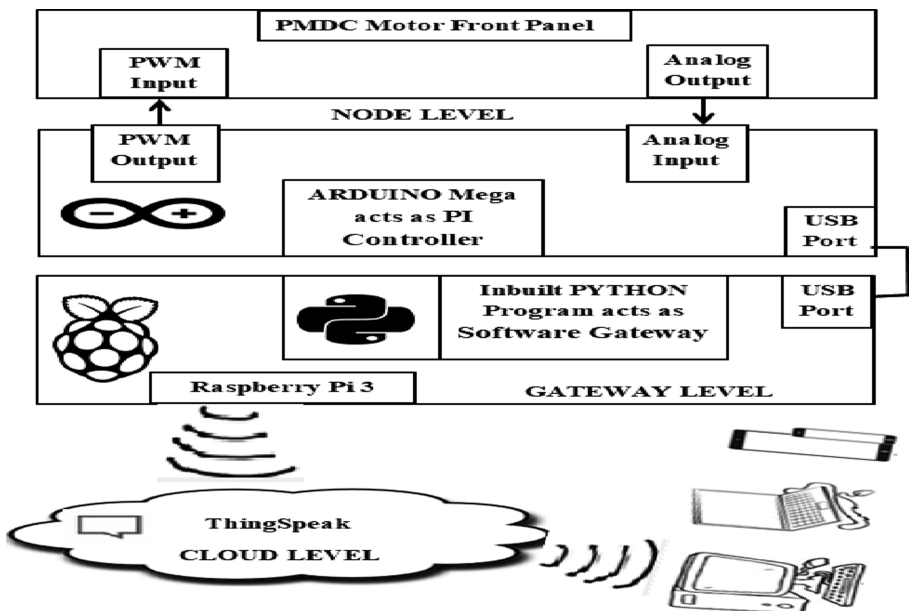 PMDC Motor Front Panel
PWM
Input
Analog
Output
NODE LEVEL
PWM
Output
Analog
Input
ARDUINO Mega
acts as PI
Controller
USB
Port
Inbuilt PYTHON
Program acts as
Software Gateway
USB
Port
Raspberry Pi 3
GATEWAY LEVEL
ThingSpeak
CLOUD LEVEL